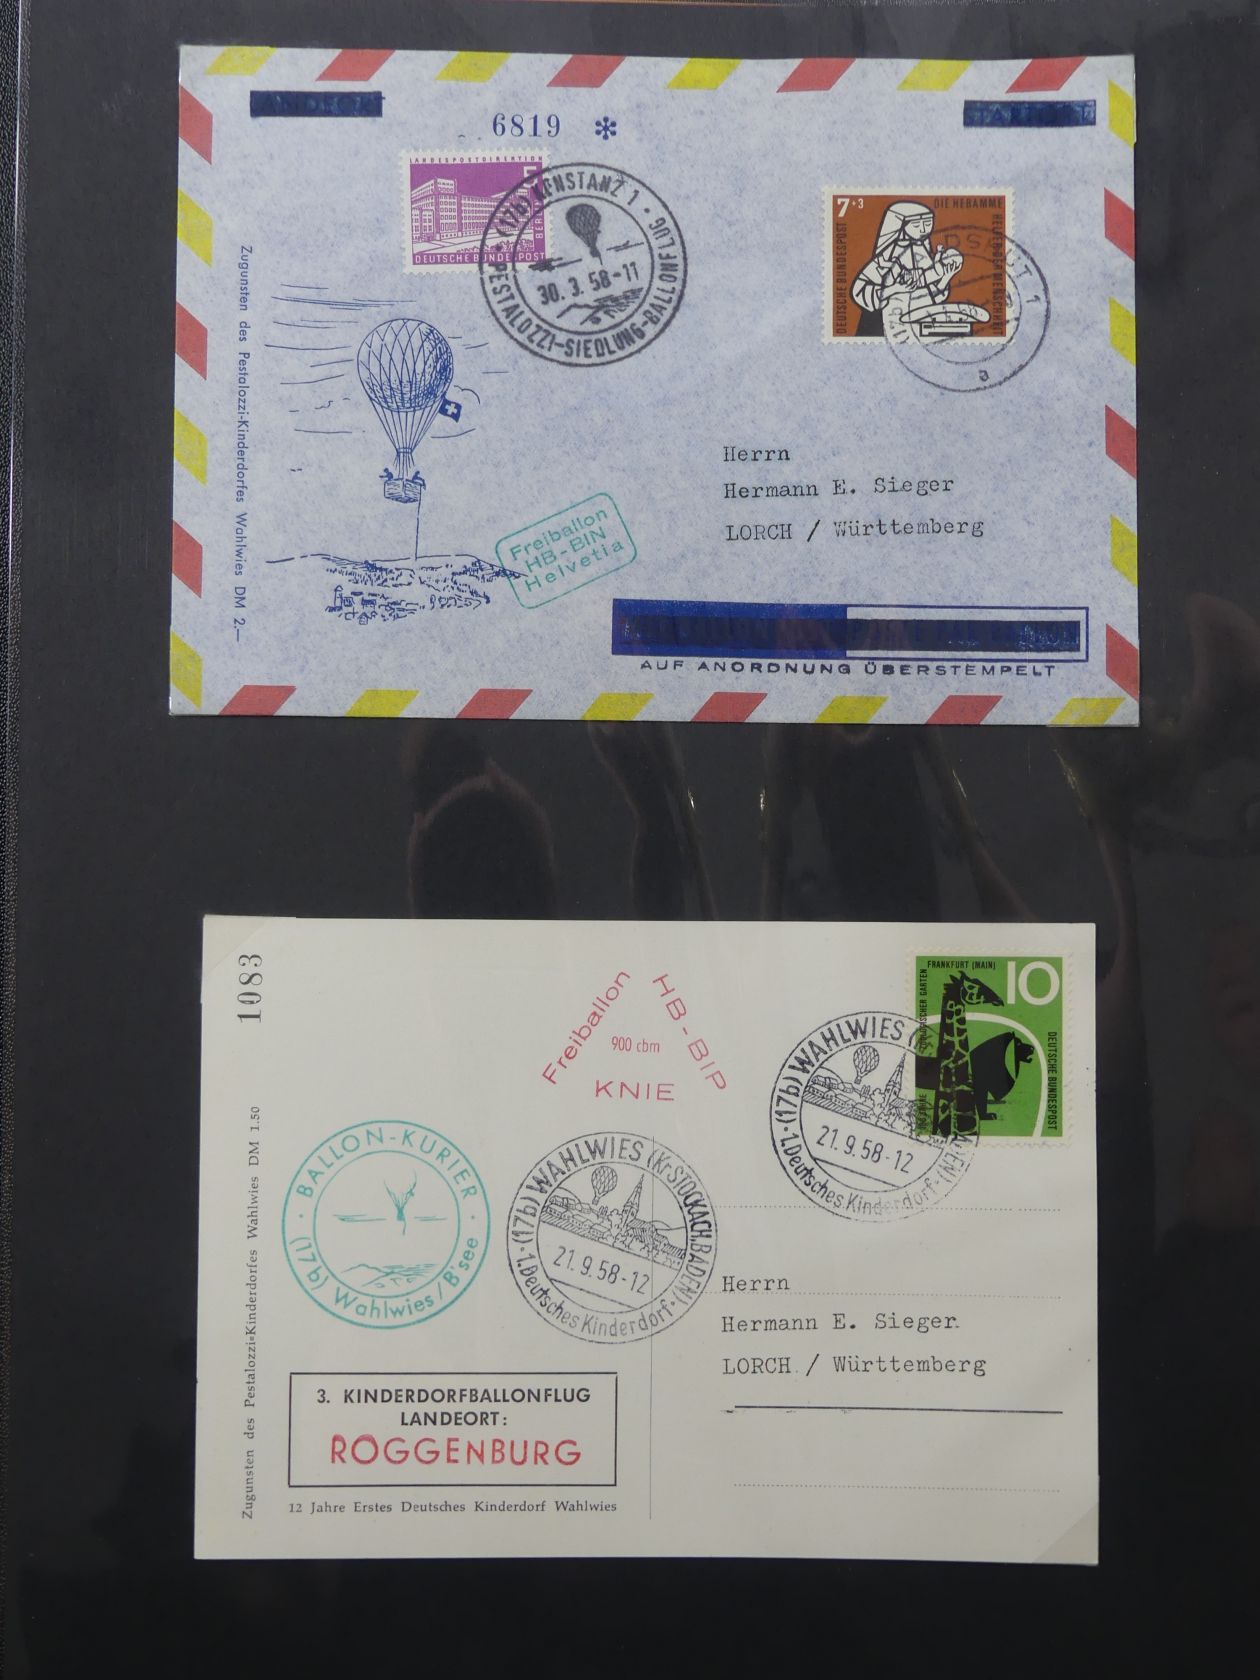 6819 *
LANDESPOSTDIREKTION
DEUTSCHE BUNDESPOST
(17b) KONSTANZ 1
30.3.58-11
PESTALOZZI-SIEDLUNG-BALLONFLUG
7+3
DIE HEBAMME
HELFER DER MENSCHHEIT
DEUTSCHE BUNDESPOST
Zugunsten des Pestalozzi-Kinderdorfes Wahlwies DM 2.—
Freiballon
HB-BIN
Helvetia
Herrn
Hermann E. Sieger
LORCH / Württemberg
AUF ANORDNUNG ÜBERSTEMPELT
1083
Zugunsten des Pestalozzi-Kinderdorfes Wahlwies DM 1.50
Freiballon
HB-BIP
900 cbm
KNIE
FRANKFURT (MAIN)
10
ZOOLOGISCHER GARTEN
DEUTSCHE BUNDESPOST
(17b) WAHLWIES (
21.9.58-12
1. Deutsches Kinderdorf
BALLON-KURIER
(17b) Wahlwies / B'see
(17b) WAHLWIES (Kr. STOCKACH, BADEN)
21.9.58-12
1. Deutsches Kinderdorf
Herrn
Hermann E. Sieger
LORCH / Württemberg
3. KINDERDORFBALLONFLUG
LANDEORT:
ROGGENBURG
12 Jahre Erstes Deutsches Kinderdorf Wahlwies